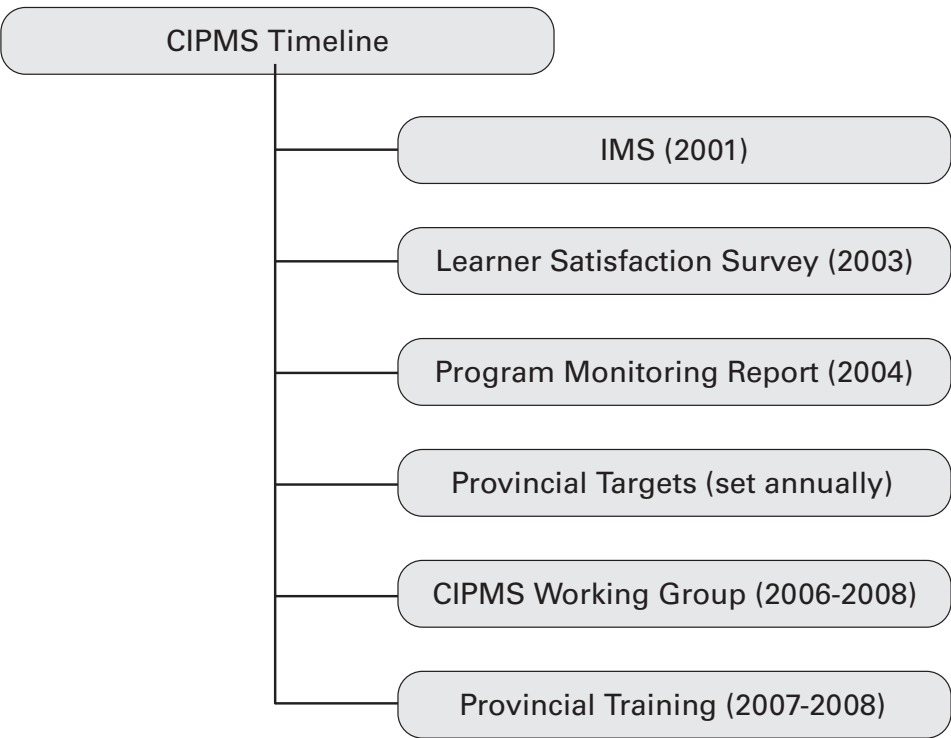 CIPMS Timeline
IMS (2001)
Learner Satisfaction Survey (2003)
Program Monitoring Report (2004)
Provincial Targets (set annually)
CIPMS Working Group (2006-2008)
Provincial Training (2007-2008)